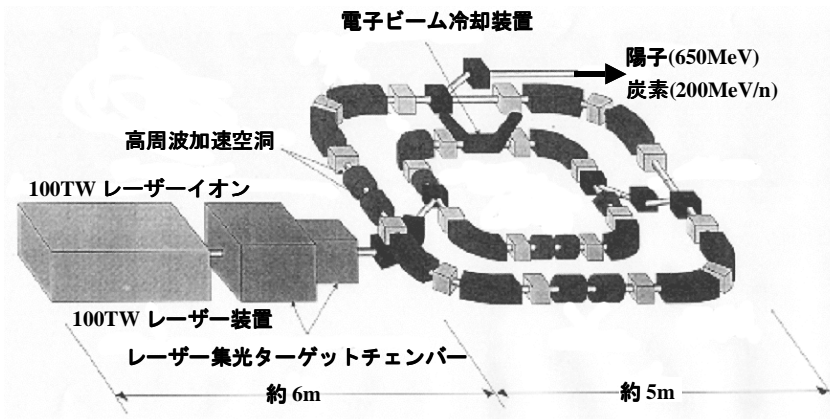 電子ビーム冷却装置
陽子(650MeV)
炭素(200MeV/n)
高周波加速空洞
100TW レーザーイオン
100TW レーザー装置
レーザー集光ターゲットチェンバー
約 6m
約 5m